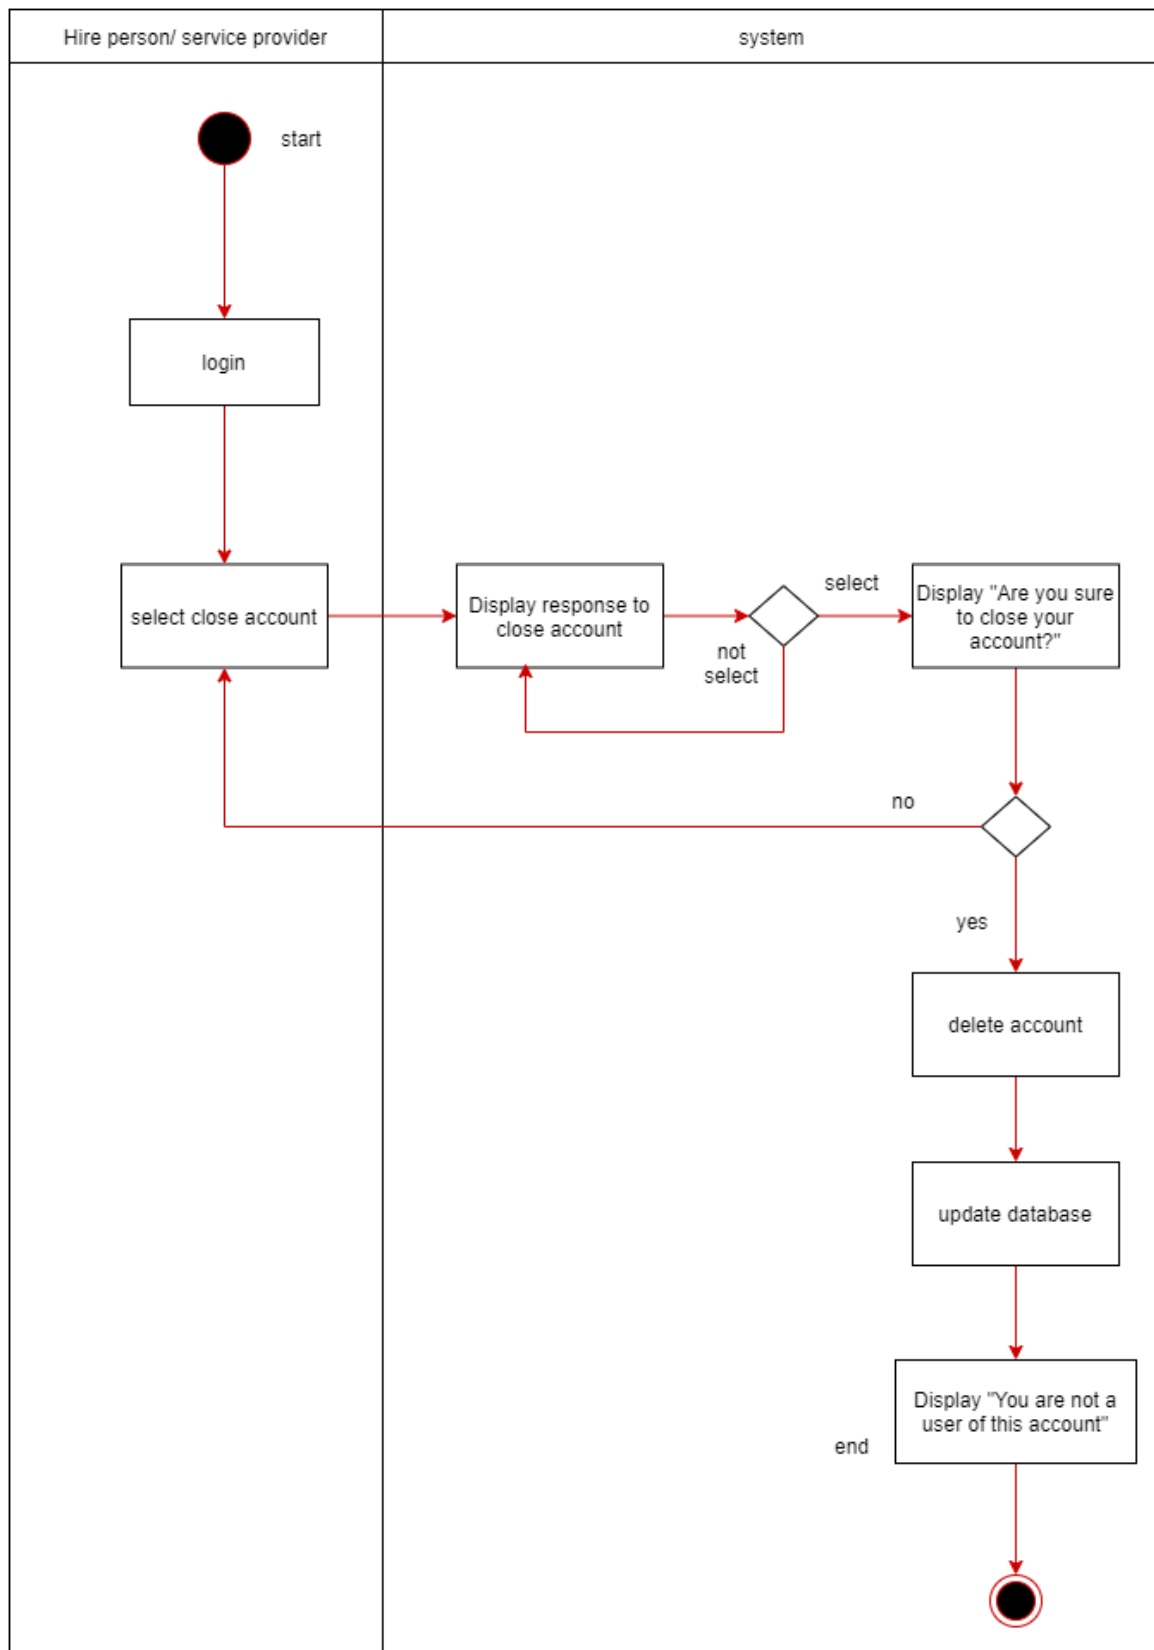 Hire person/ service provider
system
start
login
select close account
Display response to
close account
not
select
select
Display "Are you sure
to close your
account?"
no
yes
delete account
update database
Display "You are not a
user of this account"
end